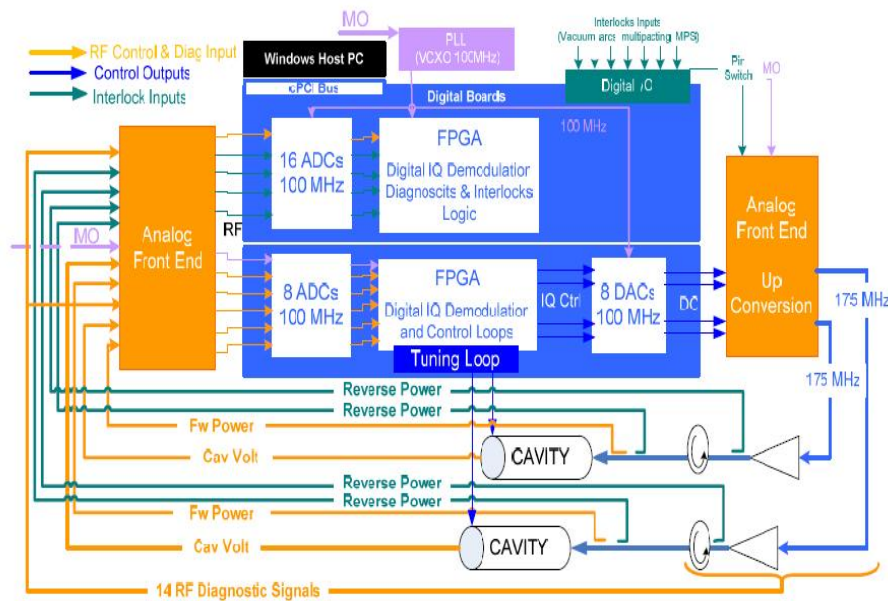 MO
PLL
(VCXO 100MHz)
Interlocks Inputs
(Vacuum arcs multipacting MPS)
RF Control & Diag Input
Control Outputs
Interlock Inputs
Windows Host PC
cPCI Bus
Digital Boards
Digital I/O
Pin
Switch
MO
100 MHz
16 ADCs
100 MHz
FPGA
Digital IQ Demodulation
Diagnoscits & Interlocks
Logic
RF
MO
Analog
Front End
Analog
Front End
Up
Conversion
8 ADCs
100 MHz
FPGA
Digital IQ Demodulation
and Control Loops
Tuning Loop
IQ Ctrl
8 DACs
100 MHz
DC
175 MHz
175 MHz
Reverse Power
Reverse Power
Fw Power
Cav Volt
CAVITY
Reverse Power
Reverse Power
Fw Power
Cav Volt
CAVITY
14 RF Diagnostic Signals